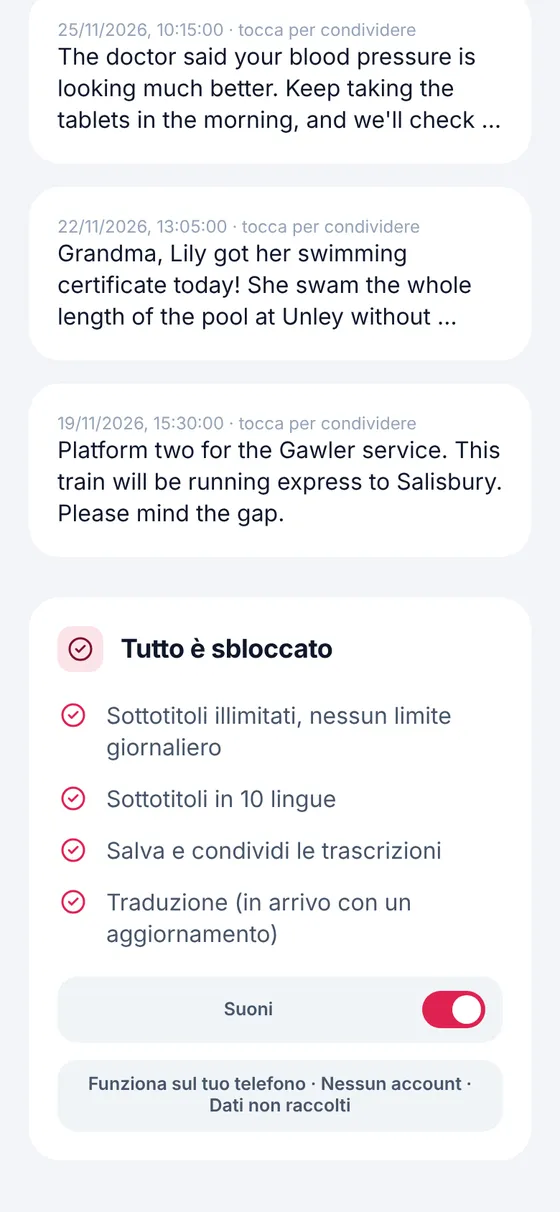 25/11/2026, 10:15:00 · tocca per condividere
The doctor said your blood pressure is
looking much better. Keep taking the
tablets in the morning, and we'll check ...
22/11/2026, 13:05:00 · tocca per condividere
Grandma, Lily got her swimming
certificate today! She swam the whole
length of the pool at Unley without ...
19/11/2026, 15:30:00 · tocca per condividere
Platform two for the Gawler service. This
train will be running express to Salisbury.
Please mind the gap.
Tutto è sbloccato
Sottotitoli illimitati, nessun limite
giornaliero
Sottotitoli in 10 lingue
Salva e condividi le trascrizioni
Traduzione (in arrivo con un
aggiornamento)
Suoni
Funziona sul tuo telefono · Nessun account ·
Dati non raccolti